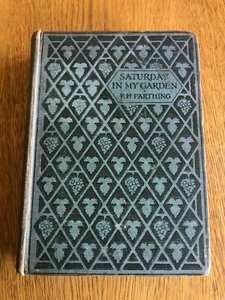 SATURDAY
IN MY GARDEN
F. H. FARTHING